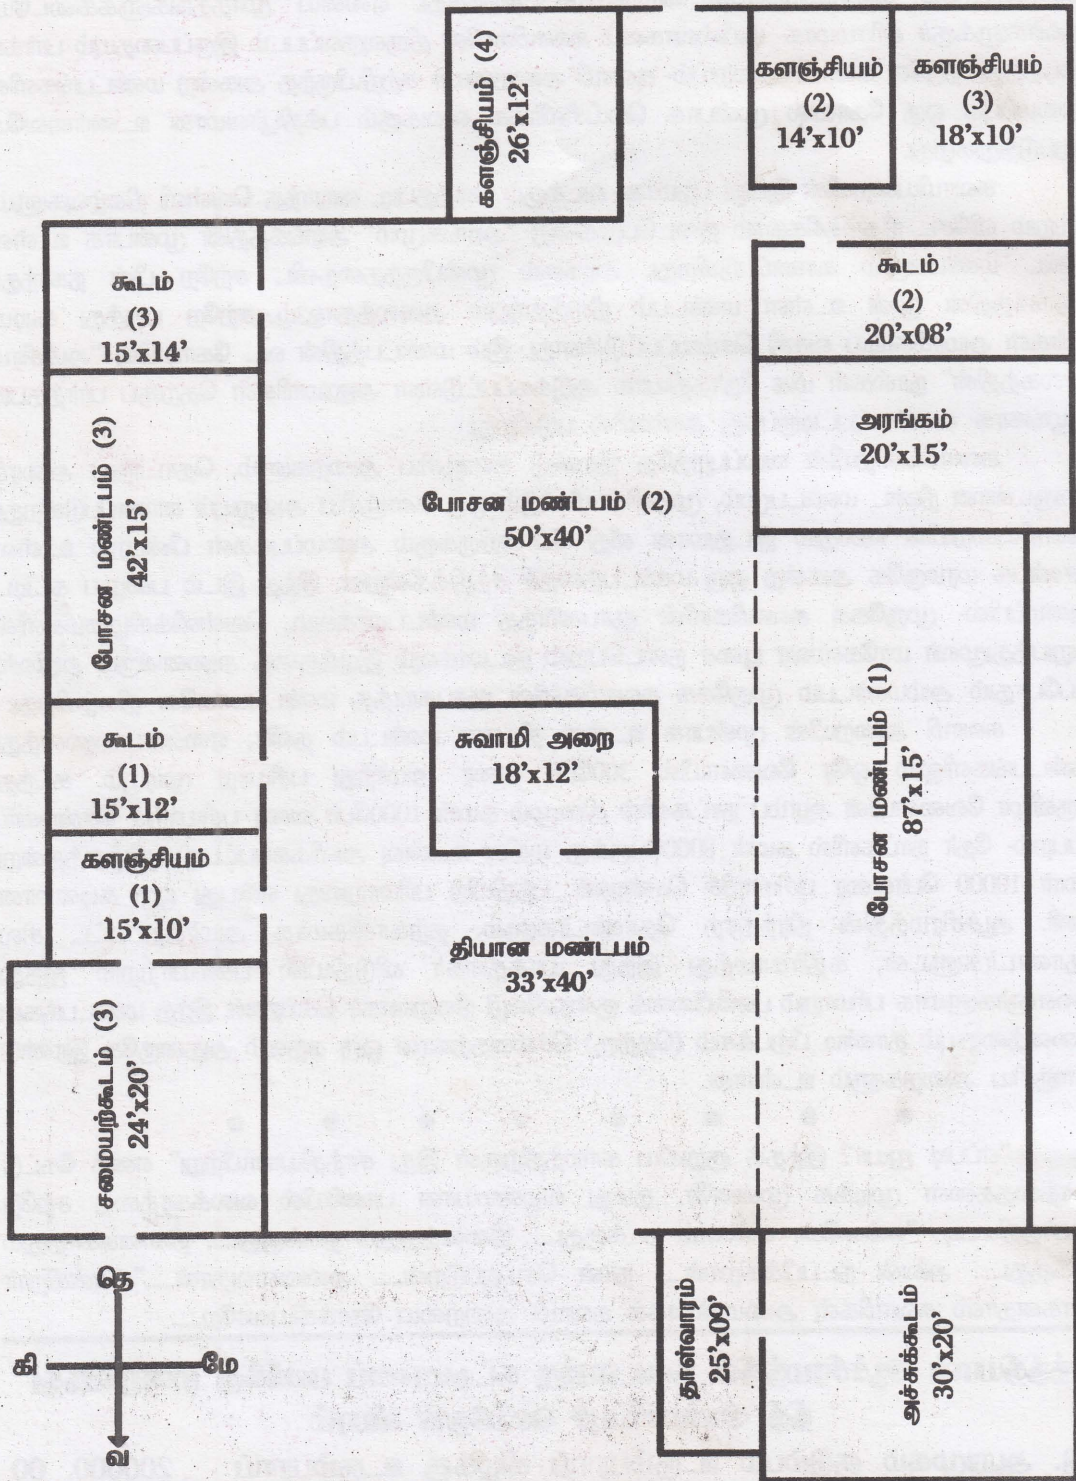 களஞ்சியம் (4)
26’x12’
களஞ்சியம்
(2)
14’x10’
களஞ்சியம்
(3)
18’x10’
கூடம்
(3)
15’x14’
கூடம்
(2)
20’x08’
அரங்கம்
20’x15’
போசன மண்டபம் (3)
42’x15’
போசன மண்டபம் (2)
50’x40’
கூடம்
(1)
15’x12’
சுவாமி அறை
18’x12’
போசன மண்டபம் (1)
87’x15’
களஞ்சியம்
(1)
15’x10’
தியான மண்டபம்
33’x40’
சமையற்கூடம் (3)
24’x20’
தெ
கி
மே
வ
தாள்வாரம்
25’x09’
அச்சக்கூடம்
30’x20’